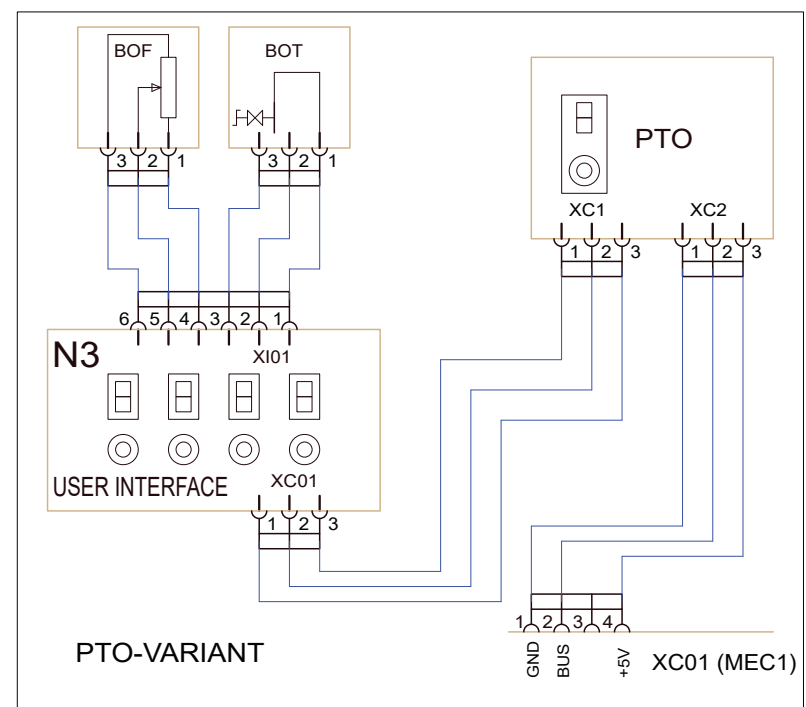 BOF
BOT
3 2 1
3 2 1
PTO
XC1
XC2
1 2 3
1 2 3
6 5 4 3 2 1
N3
XI01
USER INTERFACE
XC01
1 2 3
1 2 3 4
GND
BUS
+5V
XC01 (MEC1)
PTO-VARIANT